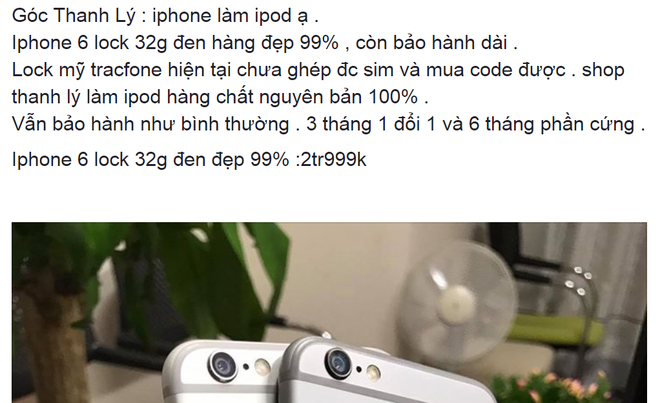 Góc Thanh Lý : iphone làm ipod ạ .
Iphone 6 lock 32g đen hàng đẹp 99% , còn bảo hành dài .
Lock mỹ tracfone hiện tại chưa ghép đc sim và mua code được . shop
thanh lý làm ipod hàng chất nguyên bản 100% .
Vẫn bảo hành như bình thường . 3 tháng 1 đổi 1 và 6 tháng phần cứng .
Iphone 6 lock 32g đen đẹp 99% :2tr999k